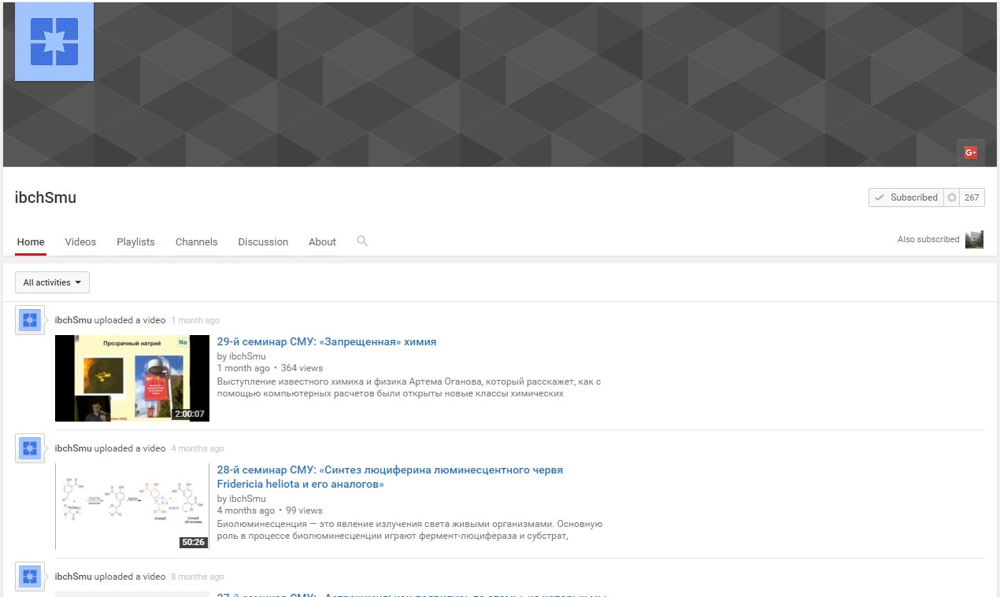 G+
ibchSmu
Subscribed 267
Home Videos Playlists Channels Discussion About
Also subscribed
All activities
ibchSmu uploaded a video 1 month ago
Прозрачный натрий
Na
2:00:07
29-й семинар СМУ: «Запрещенная» химия
by ibchSmu
1 month ago • 364 views
Выступление известного химика и физика Артема Оганова, который расскажет, как с
помощью компьютерных расчетов были открыты новые классы химических
ibchSmu uploaded a video 4 months ago
50:26
28-й семинар СМУ: «Синтез люциферина люминесцентного червя
Fridericia heliota и его аналогов»
by ibchSmu
4 months ago • 99 views
Биолюминесценция — это явление излучения света живыми организмами. Основную
роль в процессе биолюминесценции играют фермент-люцифераза и субстрат,
ibchSmu uploaded a video 8 months ago